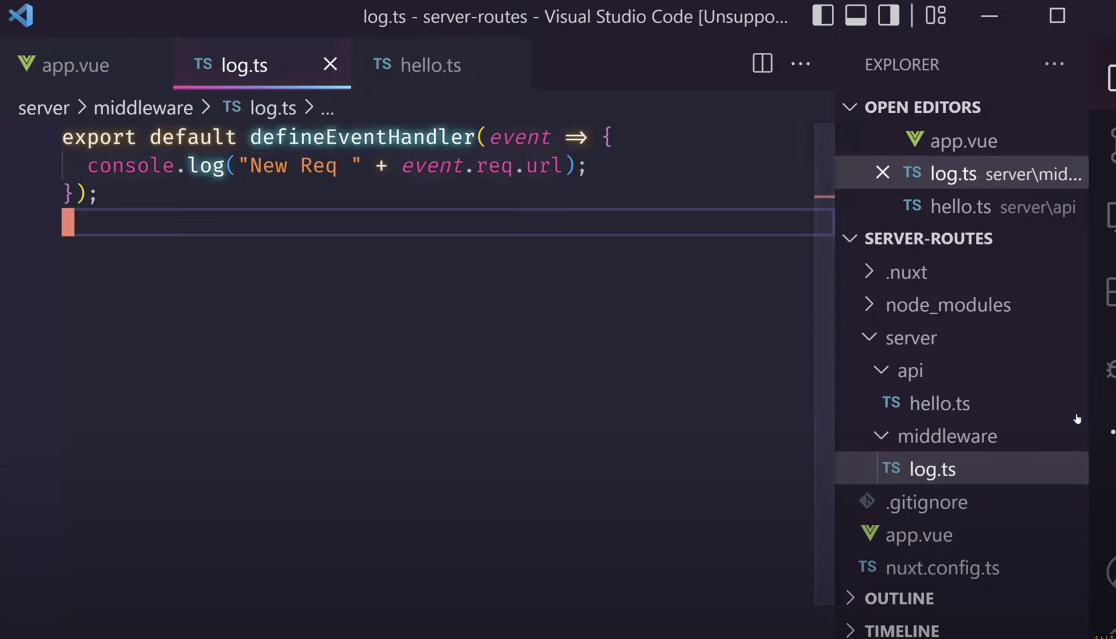 log.ts - server-routes - Visual Studio Code [Unsuppo...
app.vue
TS log.ts
TS hello.ts
server > middleware > TS log.ts > ...
export default defineEventHandler(event => {
console.log("New Req " + event.req.url);
});
EXPLORER
OPEN EDITORS
app.vue
TS log.ts server\mid...
TS hello.ts server\api
SERVER-ROUTES
.nuxt
node_modules
server
api
TS hello.ts
middleware
TS log.ts
.gitignore
app.vue
TS nuxt.config.ts
OUTLINE
TIMELINE